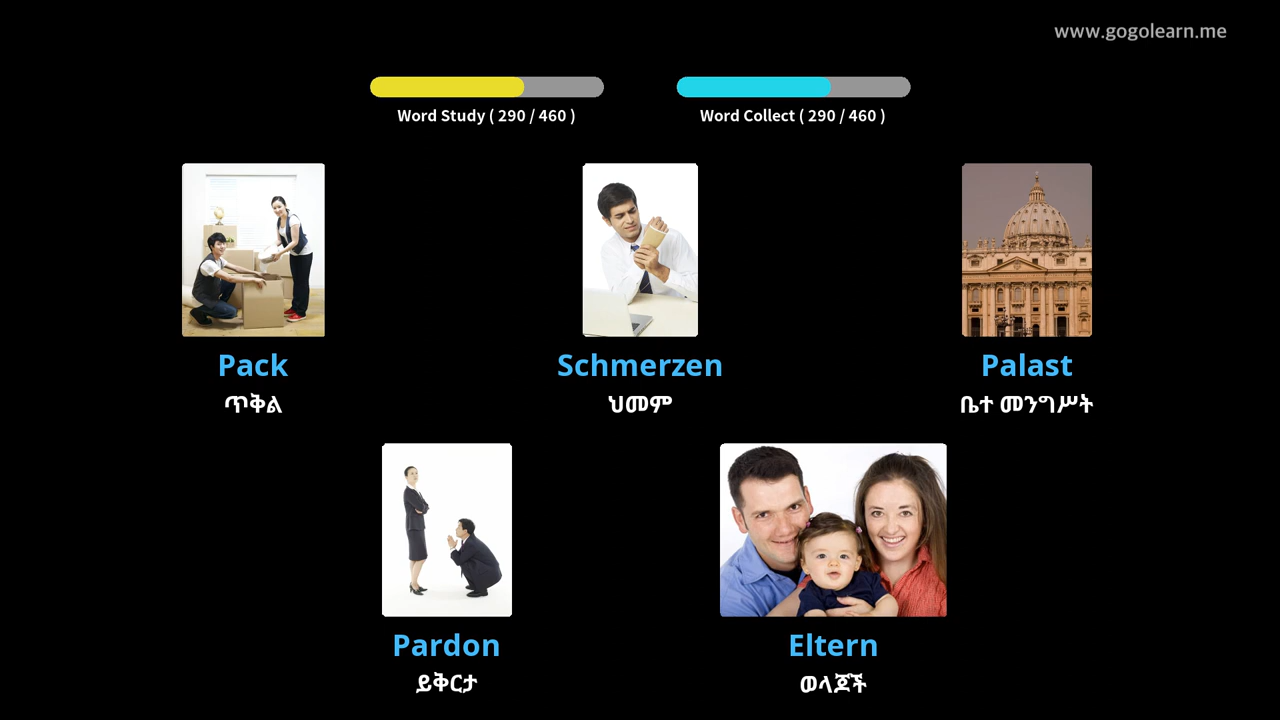 www.gogolearn.me
Word Study ( 290 / 460 )
Word Collect ( 290 / 460 )
Pack
ጥቅል
Schmerzen
ህመም
Palast
ቤተ መንግሥት
Pardon
ይቅርታ
Eltern
ወላጆች